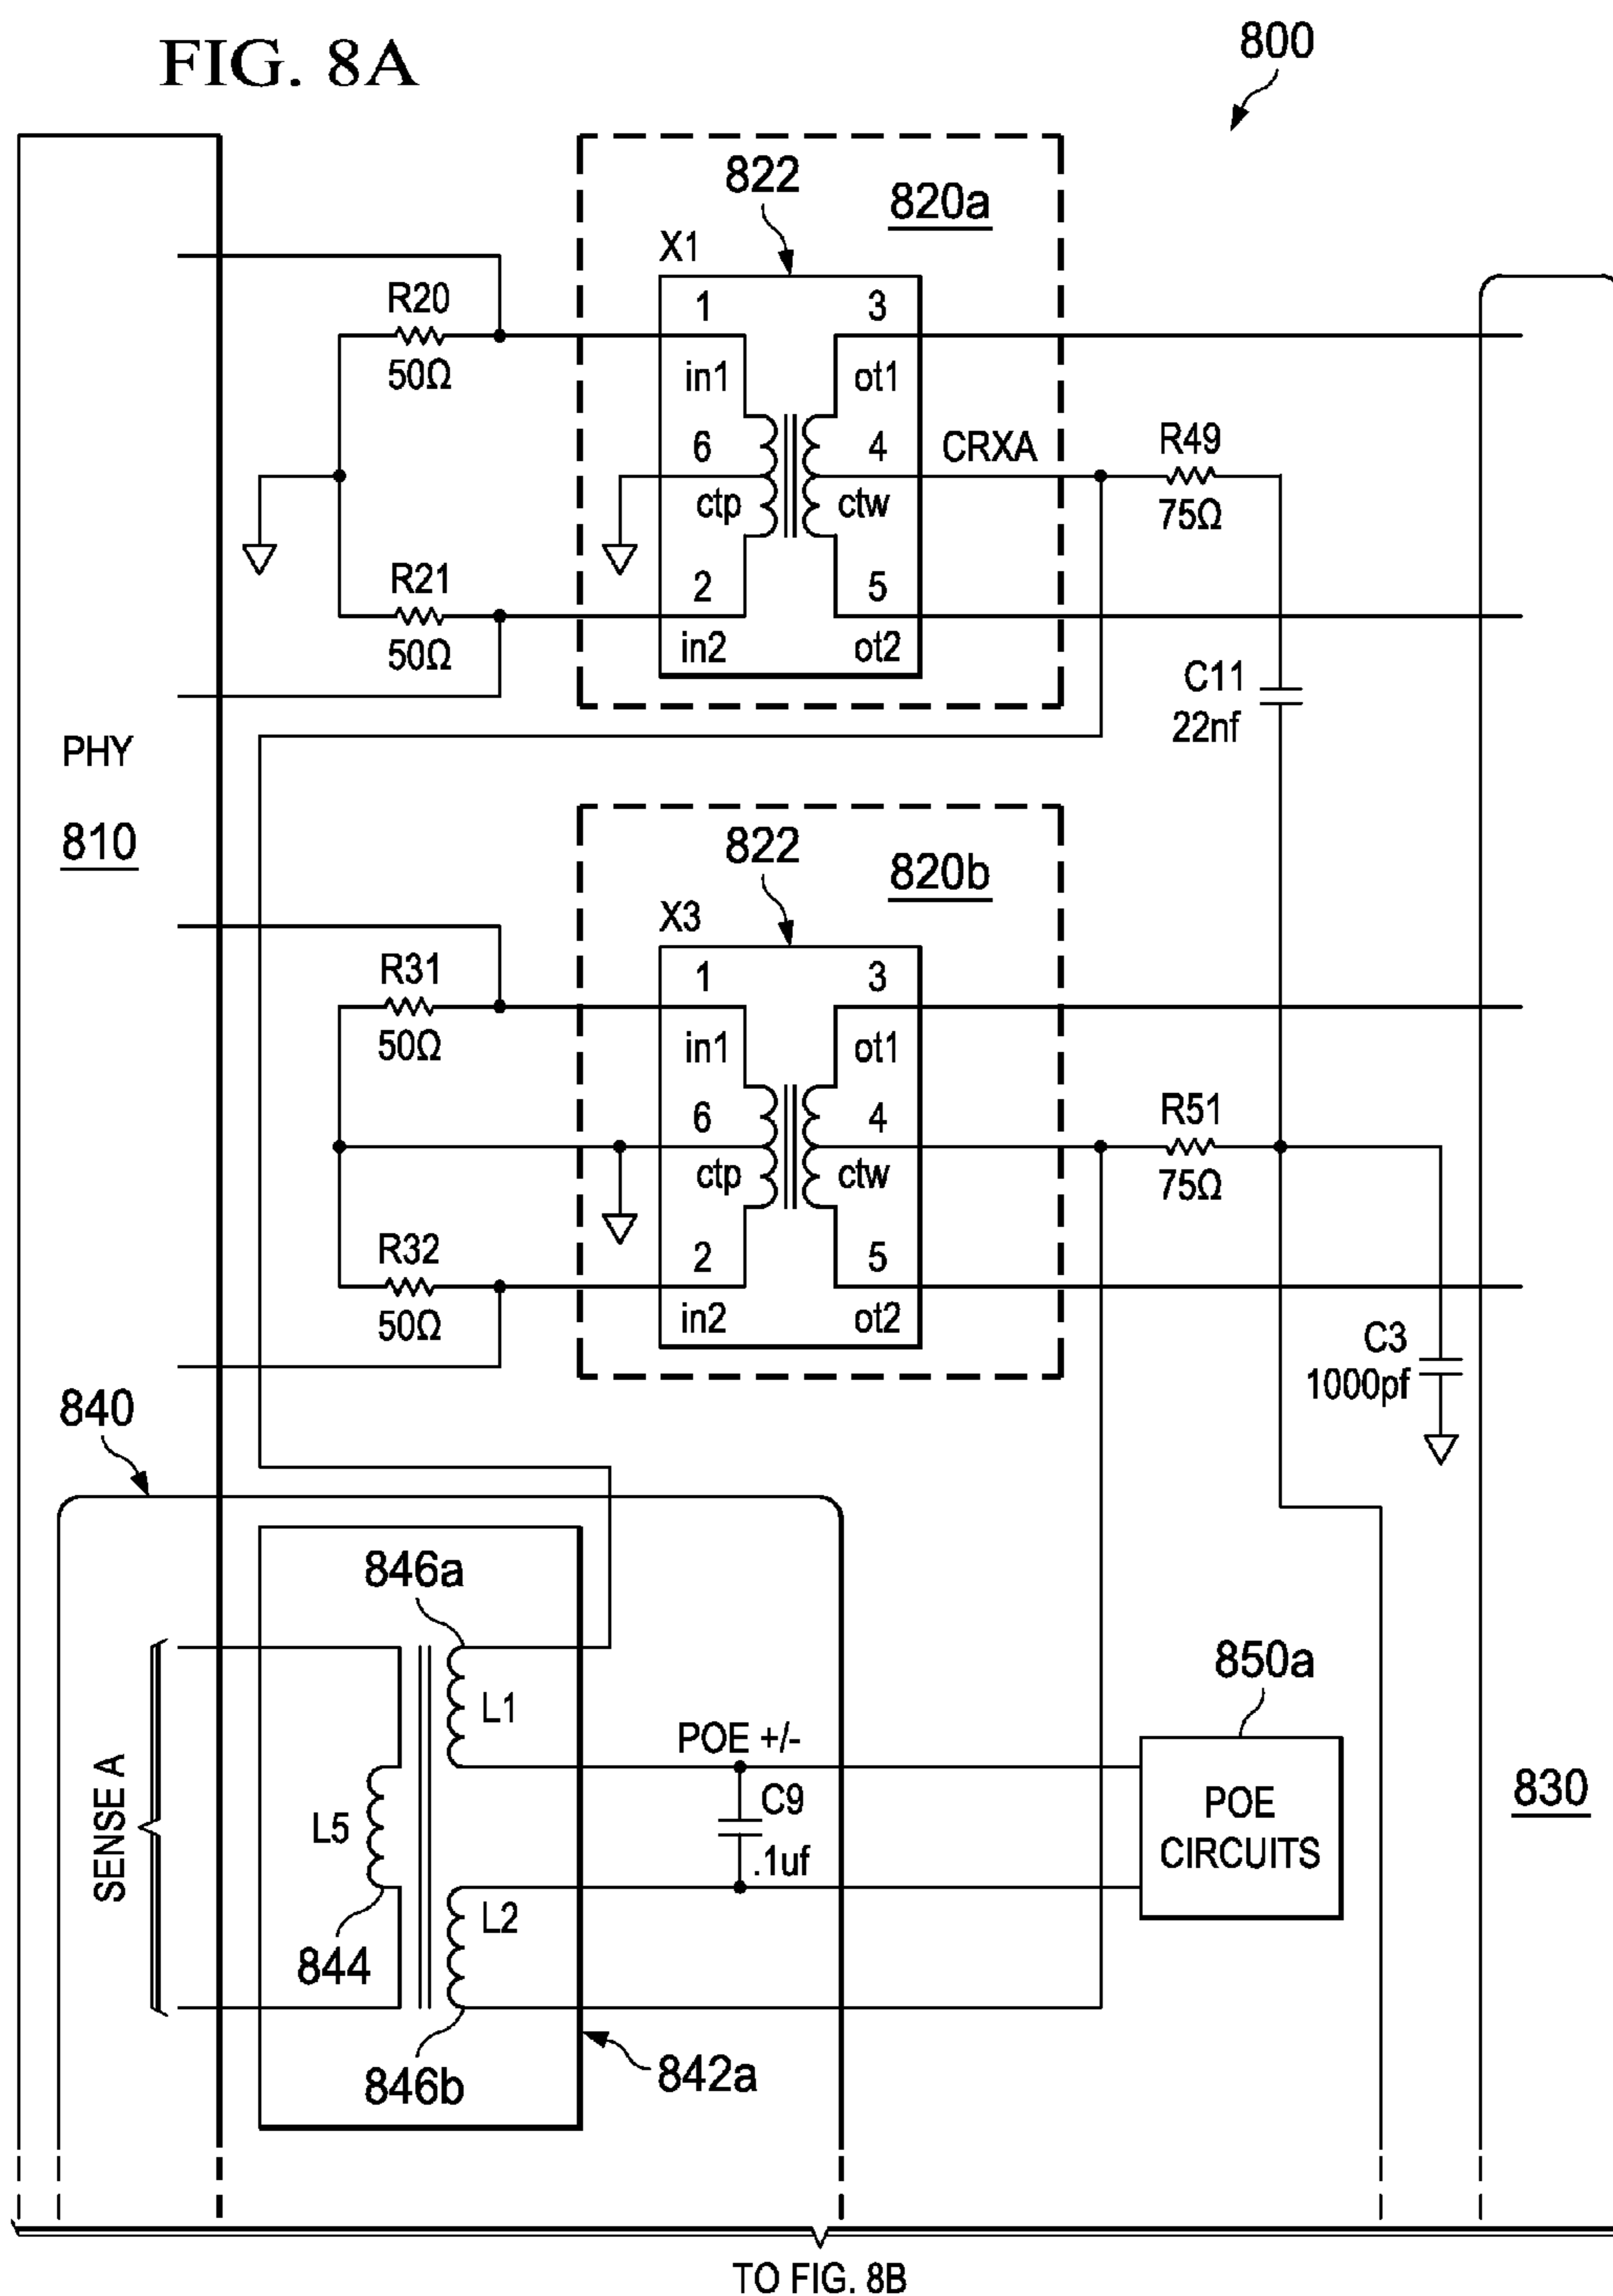 FIG. 8A
800
822
820a
X1
R20
50Ω
1
3
in1
ot1
6
4
CRXA
R49
ctp
ctw
75Ω
R21
50Ω
2
5
in2
ot2
C11
22nf
PHY
810
822
820b
X3
R31
50Ω
1
3
in1
ot1
6
4
R51
ctp
ctw
75Ω
R32
50Ω
2
5
in2
ot2
C3
1000pf
840
846a
850a
L1
POE +/-
SENSE A
L5
C9
.1uf
POE
CIRCUITS
830
L2
844
842a
846b
TO FIG. 8B